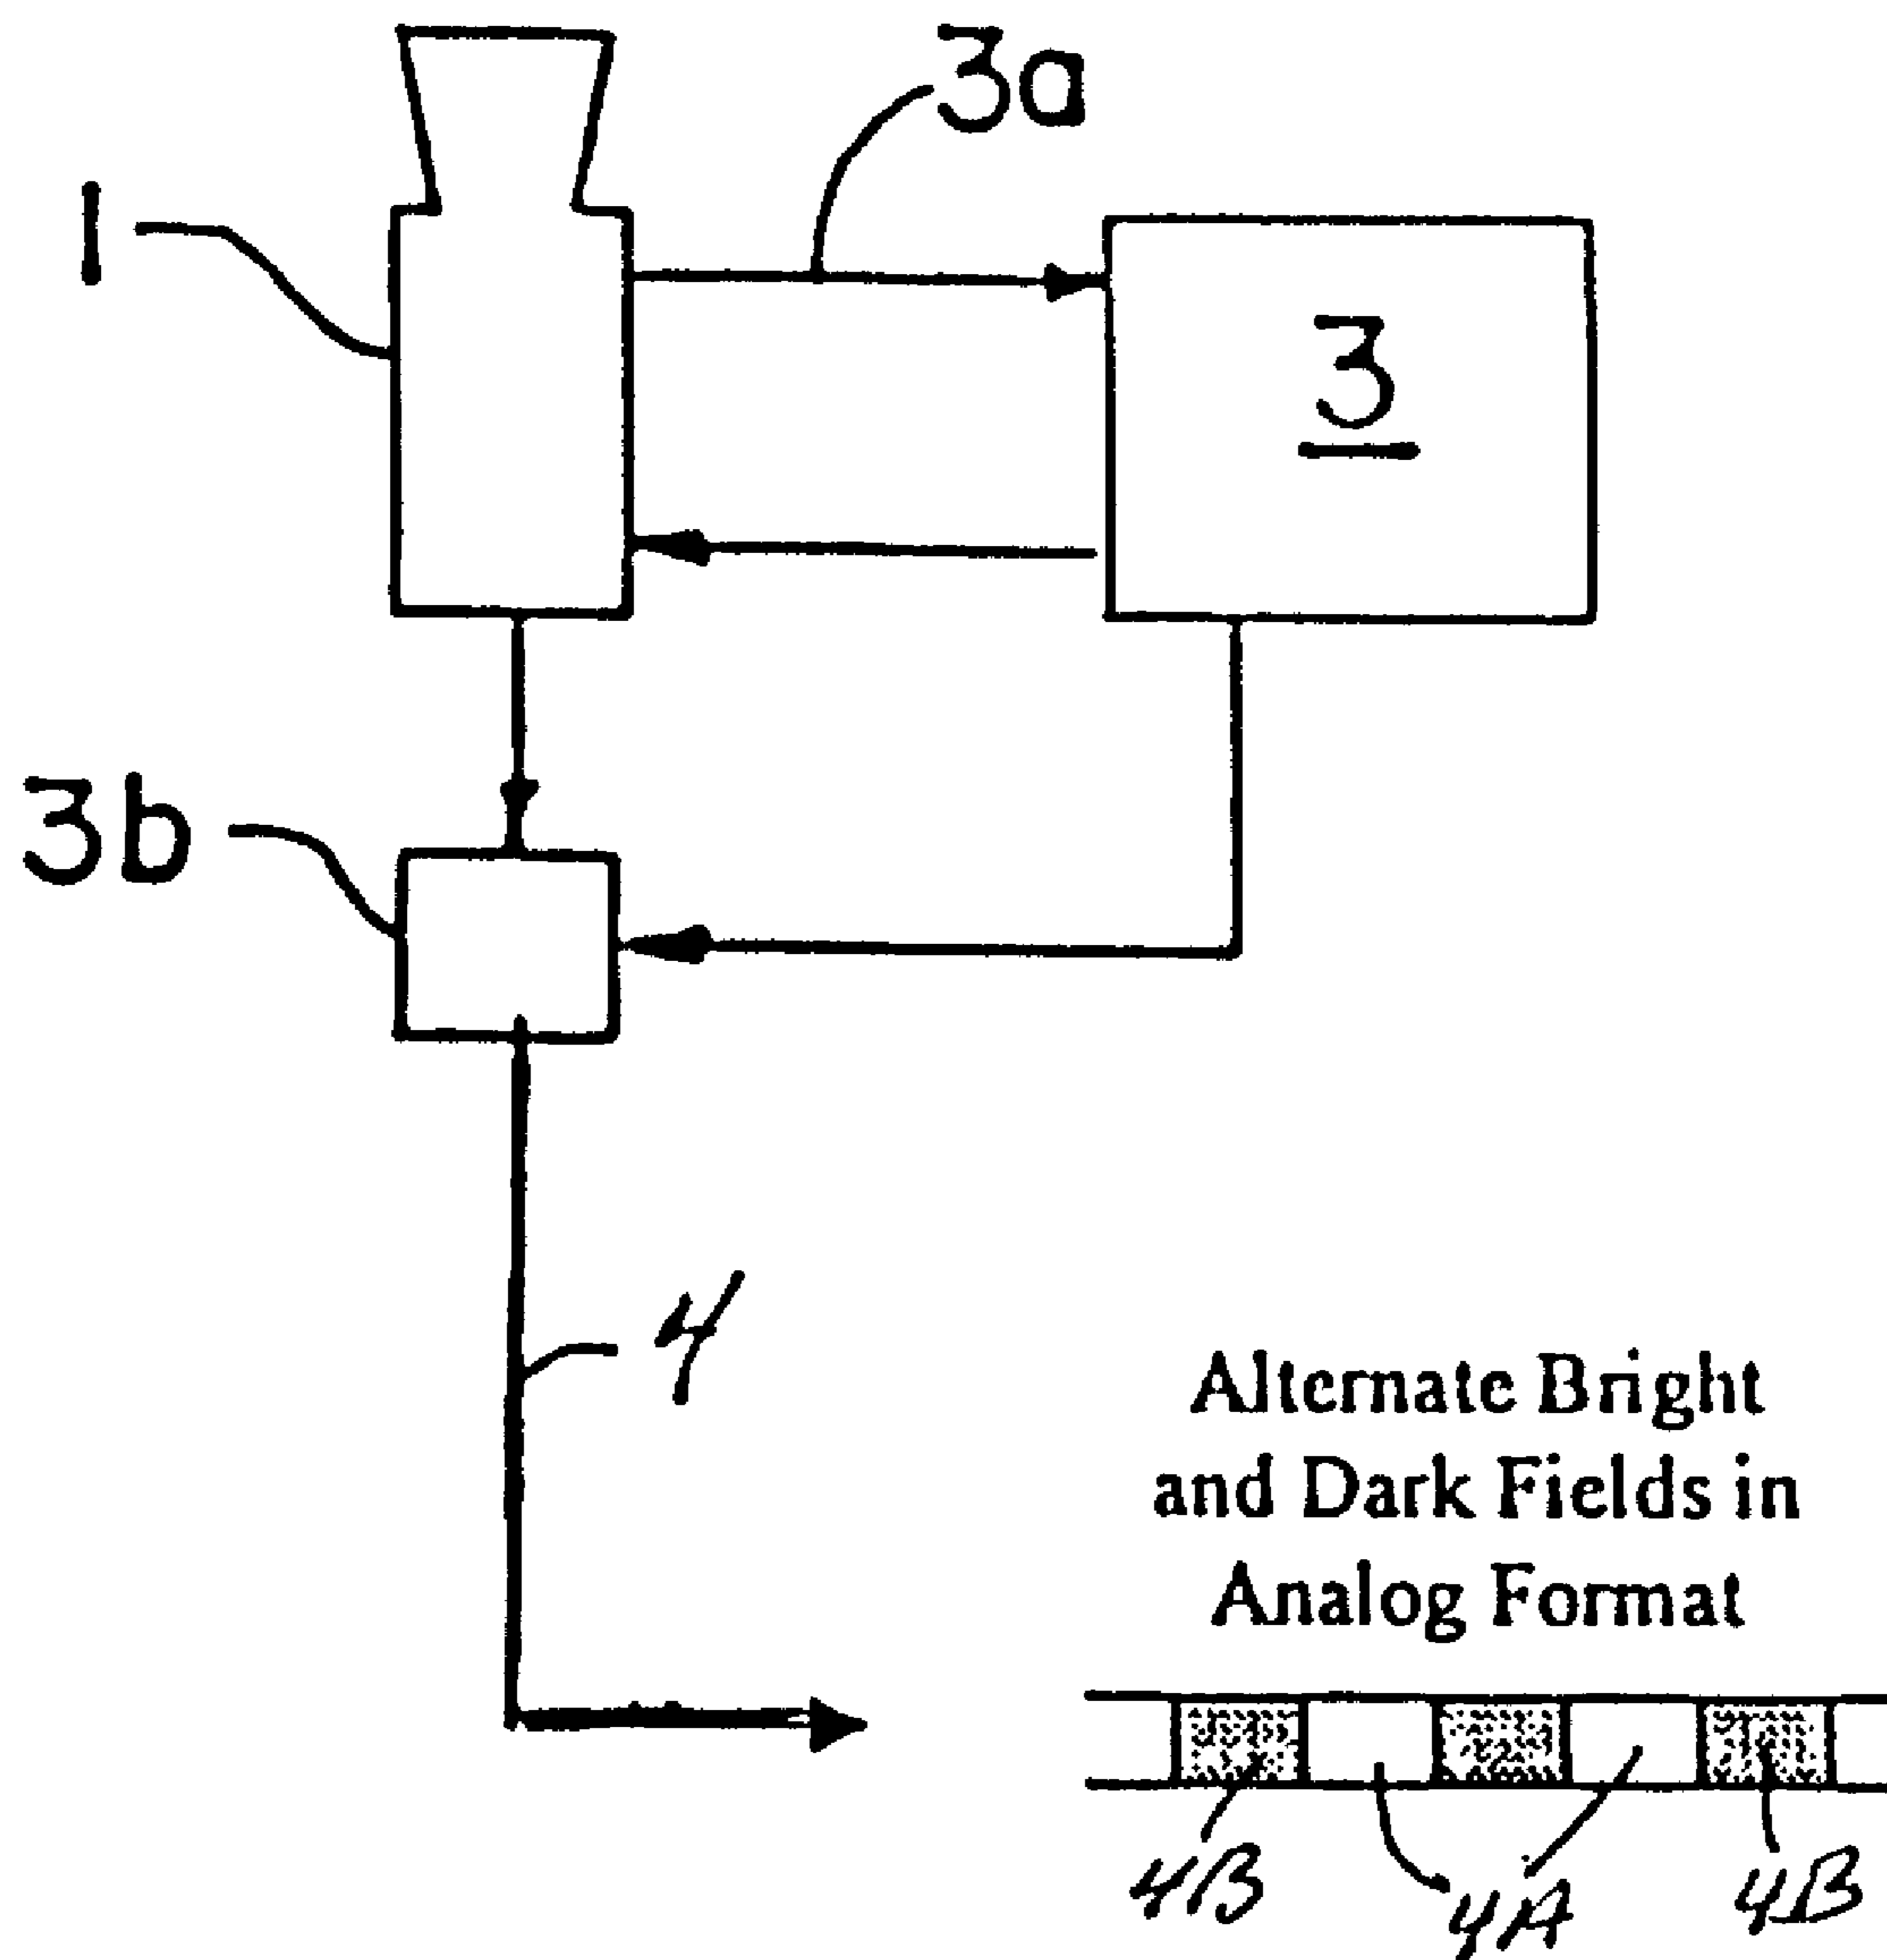 3a
1
3
3b
4
Alternate Bright
and Dark Fields in
Analog Format
4B
4A
4B